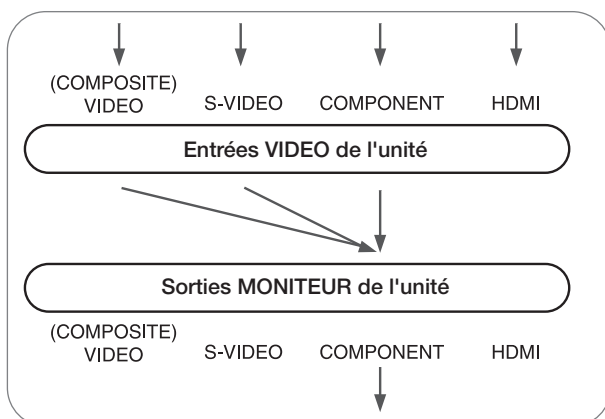 (COMPOSITE)
VIDEO S-VIDEO COMPONENT HDMI
Entrées VIDEO de l'unité
Sorties MONITEUR de l'unité
(COMPOSITE)
VIDEO S-VIDEO COMPONENT HDMI